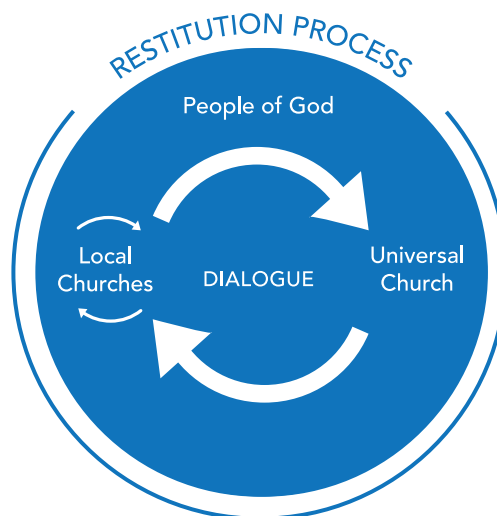 RESTITUTION PROCESS
People of God
Local
Churches
DIALOGUE
Universal
Church